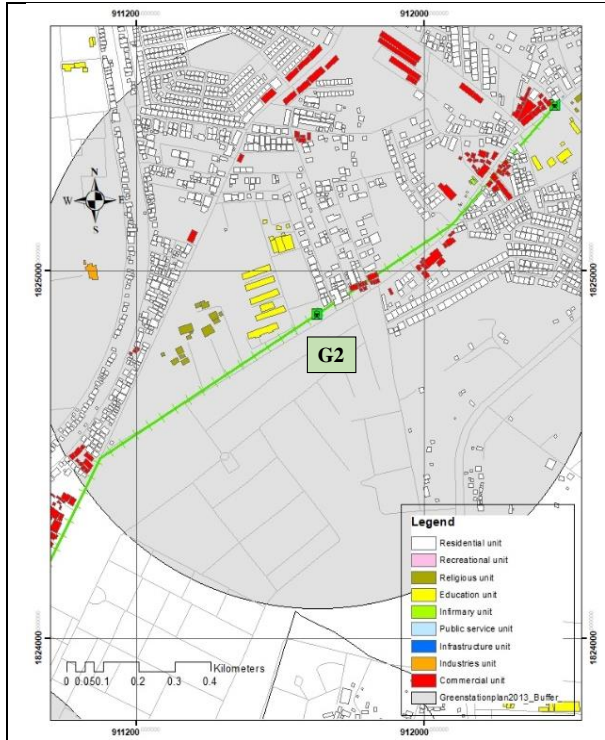 911200
912000
N
W E
S
1825000
1825000
G2
Legend
Residential unit
Recreational unit
Religious unit
Education unit
Infirmary unit
Public service unit
Infrastructure unit
Industries unit
Commercial unit
Greenstationplan2013_Buffer
1824000
1824000
Kilometers
0 0.050.1 0.2 0.3 0.4
911200
912000